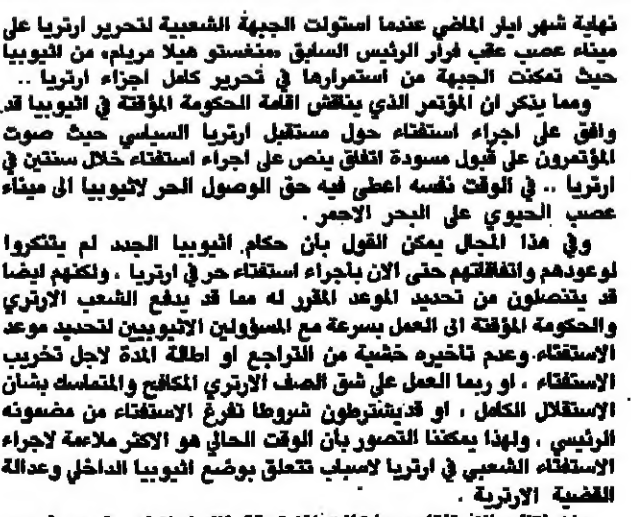 نهاية شهر ايار الماضي عندما استولت الجبهة الشعبية لتحرير ارتريا على
ميناء عصب عقب فرار الرئيس السابق «منغستو هيلا مريام» من اثيوبيا
حيث تمكنت الجبهة من استمرارها في تحرير كامل اجزاء ارتريا ..
ومما يذكر ان المؤتمر الذي يناقش اقامة الحكومة المؤقتة في اثيوبيا قد
وافق على اجراء استفتاء حول مستقبل ارتريا السياسي حيث صوت
المؤتمرون على قبول مسودة اتفاق ينص على اجراء استفتاء خلال سنتين في
ارتريا .. في الوقت نفسه اعطى فيه حق الوصول الحر لاثيوبيا الى ميناء
عصب الحيوي على البحر الاحمر .
وفي هذا المجال يمكن القول بأن حكام اثيوبيا الجدد لم يتنكروا
لوعودهم واتفاقاتهم حتى الان باجراء استفتاء حر في ارتريا ، ولكنهم ايضا
قد يتنصلون من تحديد الموعد المقرر له مما قد يدفع الشعب الارتري
والحكومة المؤقتة الى العمل بسرعة مع المسؤولين الاثيوبيين لتحديد موعد
الاستفتاء وعدم تأخيره خشية من التراجع او اطالة المدة لاجل تخريب
الاستفتاء ، او ربما العمل على شق الصف الارتري المكافح والمتماسك بشأن
الاستقلال الكامل ، او قد يشترطون شروطا تفرغ الاستفتاء من مضمونه
الرئيسي ، ولهذا يمكننا التصور بأن الوقت الحالي هو الاكثر ملاءمة لاجراء
الاستفتاء الشعبي في ارتريا لاسباب تتعلق بوضع اثيوبيا الداخلي وعدالة
القضية الارترية .